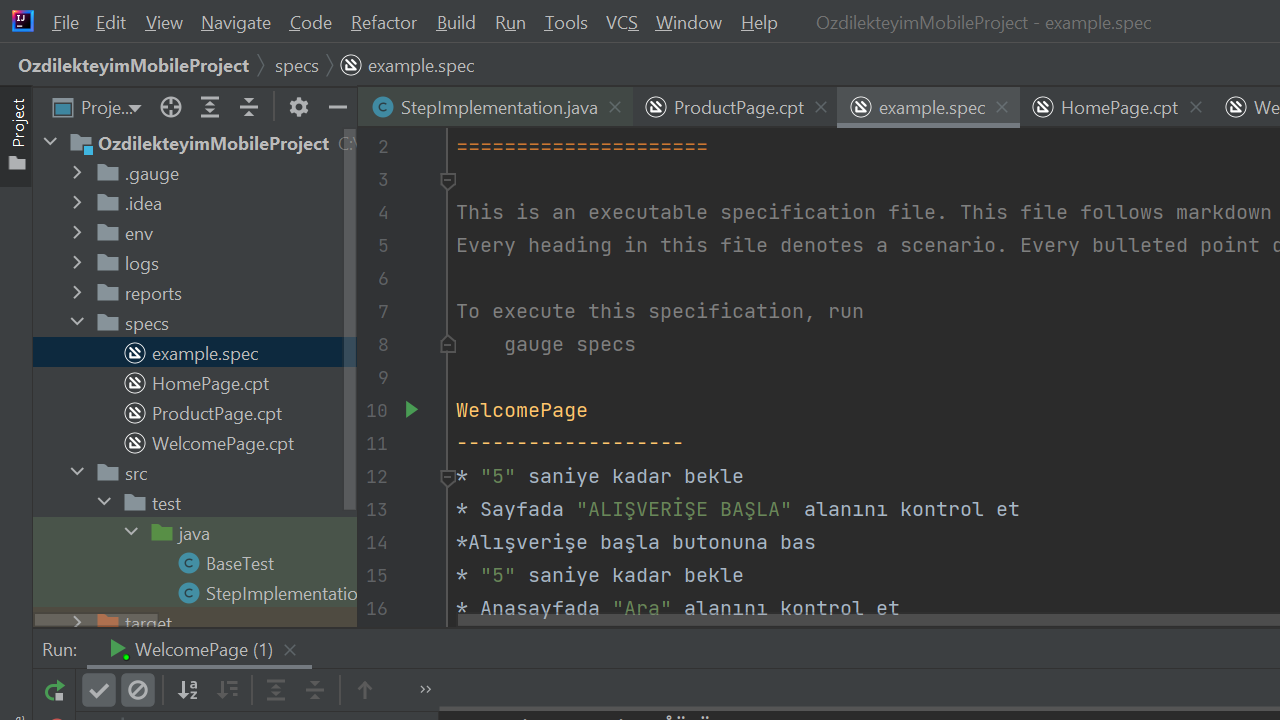 File Edit View Navigate Code Refactor Build Run Tools VCS Window Help OzdilekteyimMobileProject - example.spec
OzdilekteyimMobileProject specs example.spec
Project
Proje...
StepImplementation.java ProductPage.cpt example.spec HomePage.cpt We
OzdilekteyimMobileProject C:\
.gauge
.idea
env
logs
reports
specs
example.spec
HomePage.cpt
ProductPage.cpt
WelcomePage.cpt
src
test
java
BaseTest
StepImplementatio
target
2 =====================
3
4 This is an executable specification file. This file follows markdown
5 Every heading in this file denotes a scenario. Every bulleted point
6
7 To execute this specification, run
8 gauge specs
9
10 WelcomePage
11 -------------------
12 * "5" saniye kadar bekle
13 * Sayfada "ALIŞVERİŞE BAŞLA" alanını kontrol et
14 *Alışverişe başla butonuna bas
15 * "5" saniye kadar bekle
16 * Anasayfada "Ara" alanını kontrol et
Run: WelcomePage (1)